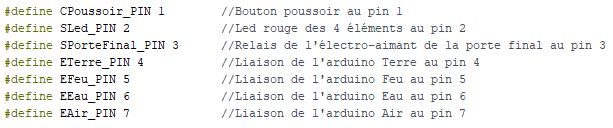 #define CPoussoir_PIN 1 //Bouton poussoir au pin 1
#define SLed_PIN 2 //Led rouge des 4 éléments au pin 2
#define SPorteFinal_PIN 3 //Relais de l'électro-aimant de la porte final au pin 3
#define ETerre_PIN 4 //Liaison de l'arduino Terre au pin 4
#define EFeu_PIN 5 //Liaison de l'arduino Feu au pin 5
#define EEau_PIN 6 //Liaison de l'arduino Eau au pin 6
#define EAir_PIN 7 //Liaison de l'arduino Air au pin 7